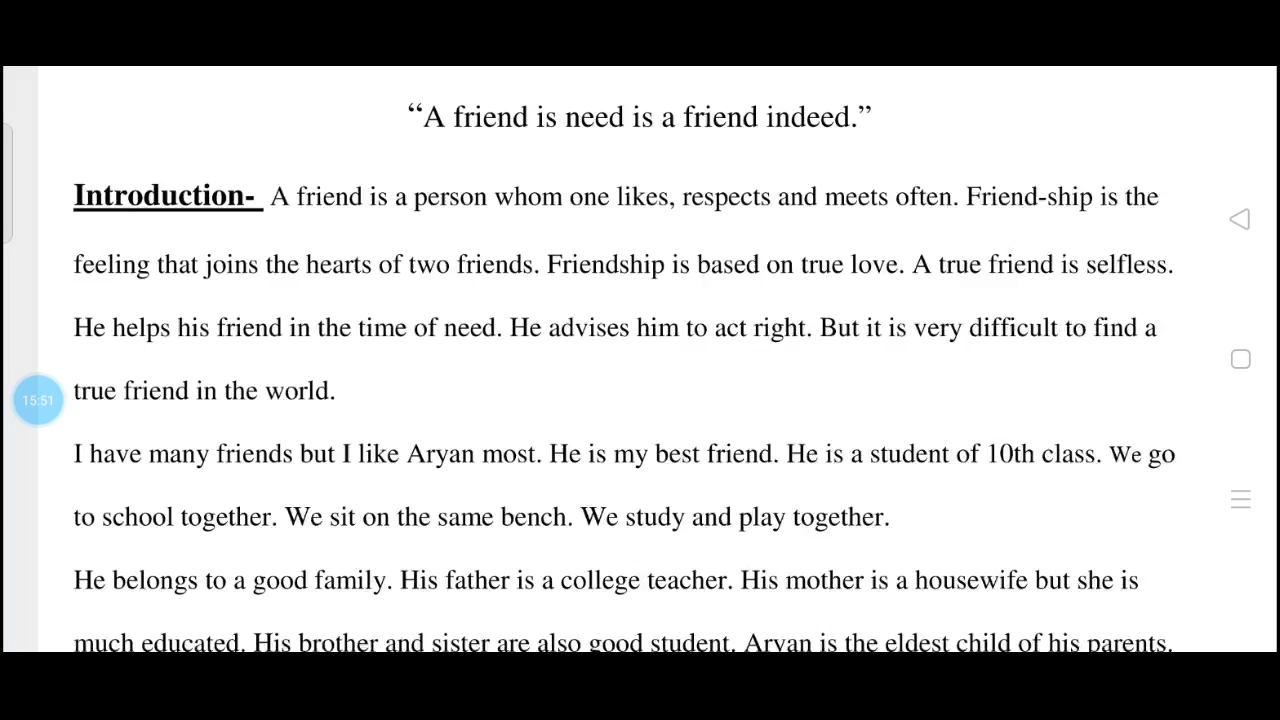 “A friend is need is a friend indeed.”
Introduction- A friend is a person whom one likes, respects and meets often. Friend-ship is the
feeling that joins the hearts of two friends. Friendship is based on true love. A true friend is selfless.
He helps his friend in the time of need. He advises him to act right. But it is very difficult to find a
15:51
true friend in the world.
I have many friends but I like Aryan most. He is my best friend. He is a student of 10th class. We go
to school together. We sit on the same bench. We study and play together.
He belongs to a good family. His father is a college teacher. His mother is a housewife but she is
much educated. His brother and sister are also good student. Aryan is the eldest child of his parents.